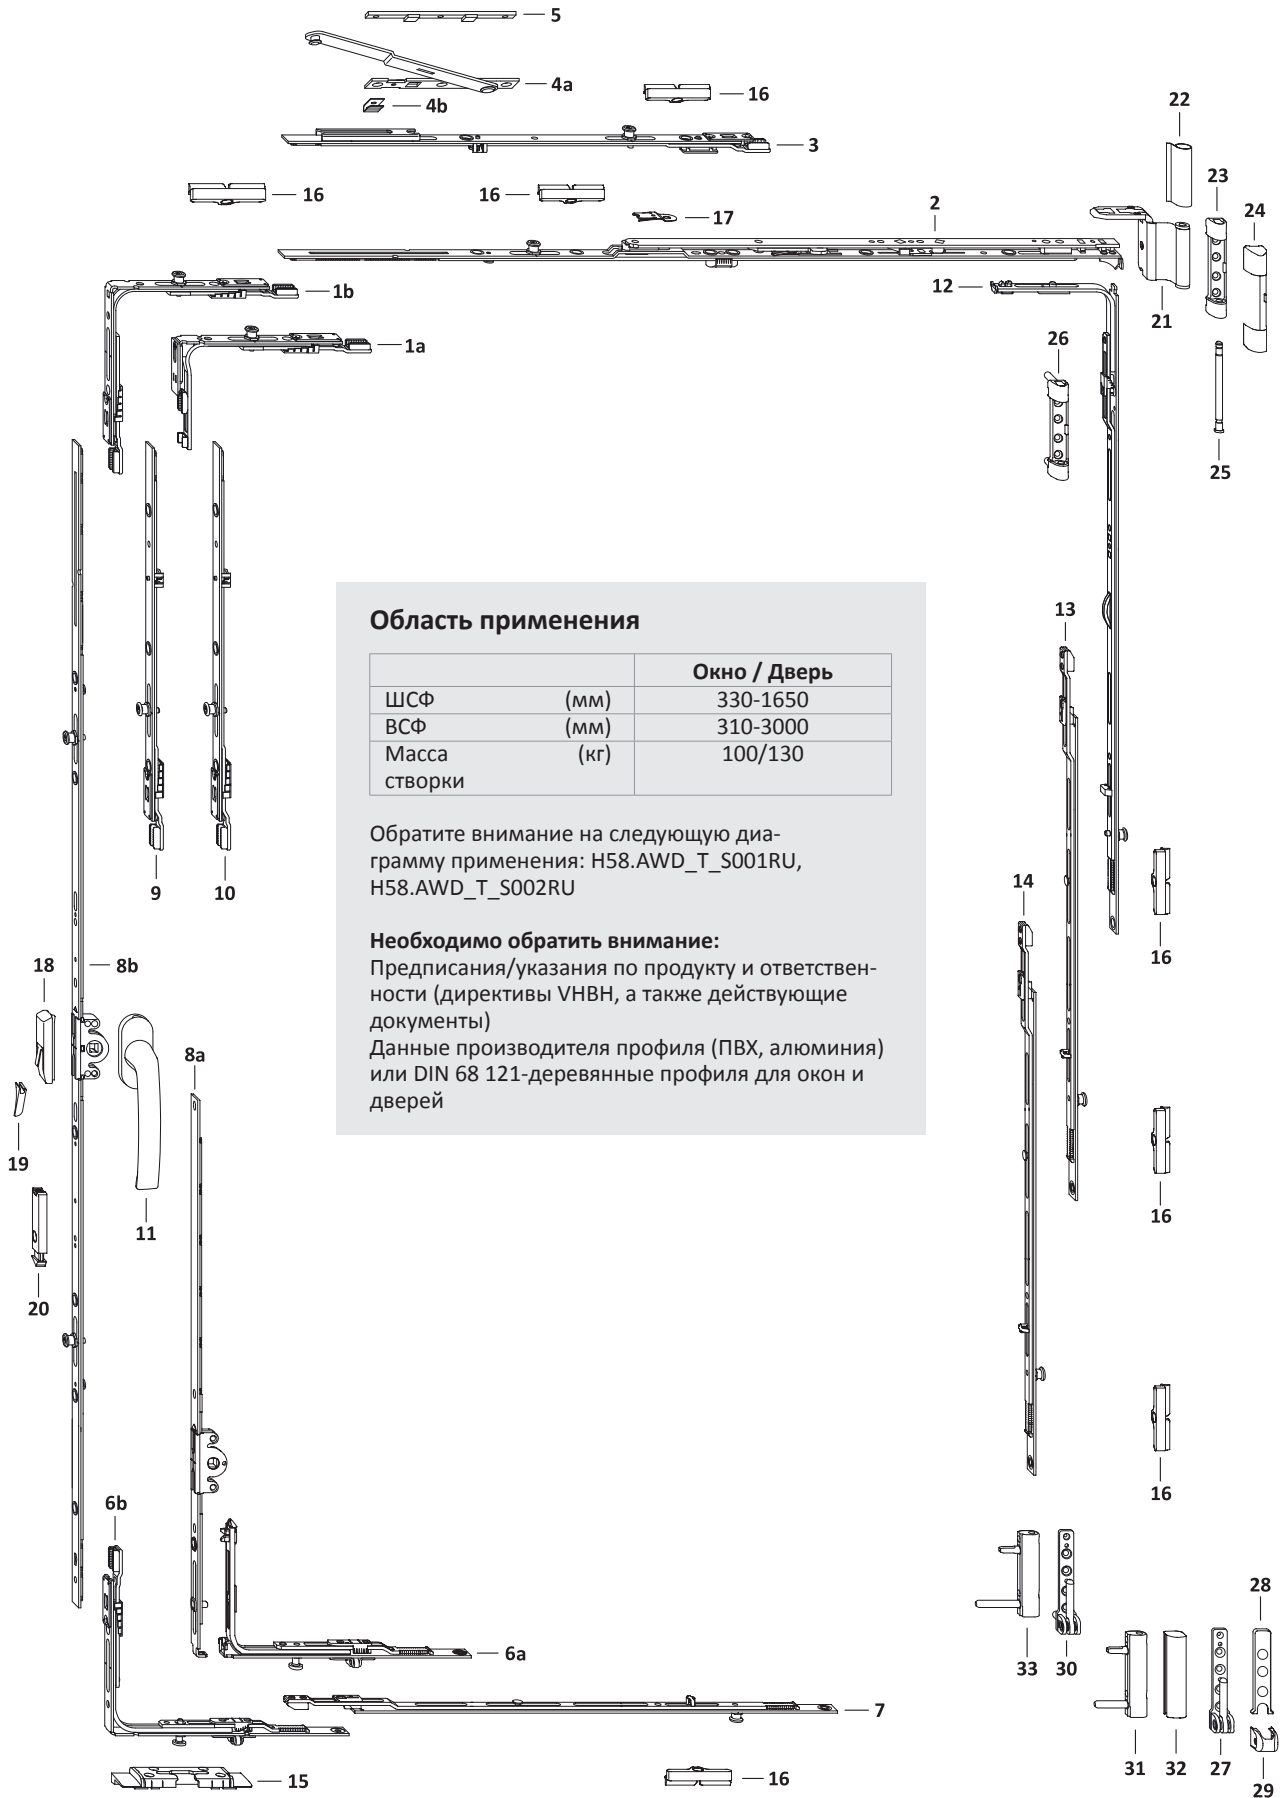 5
4a
16
4b
22
3
23
16
16
17
2
24
1b
12
21
1a
26
25
13
9
10
14
16
18
8b
8a
19
11
16
20
16
6b
28
6a
33
30
7
31
32
27
29
15
16
Область применения
Окно / Дверь
ШСФ (мм) 330-1650
ВСФ (мм) 310-3000
Масса (кг) 100/130
створки
Обратите внимание на следующую диа-
грамму применения: H58.AWD_T_S001RU,
H58.AWD_T_S002RU
Необходимо обратить внимание:
Предписания/указания по продукту и ответствен-
ности (директивы VHBH, а также действующие
документы)
Данные производителя профиля (ПВХ, алюминия)
или DIN 68 121-деревянные профиля для окон и
дверей